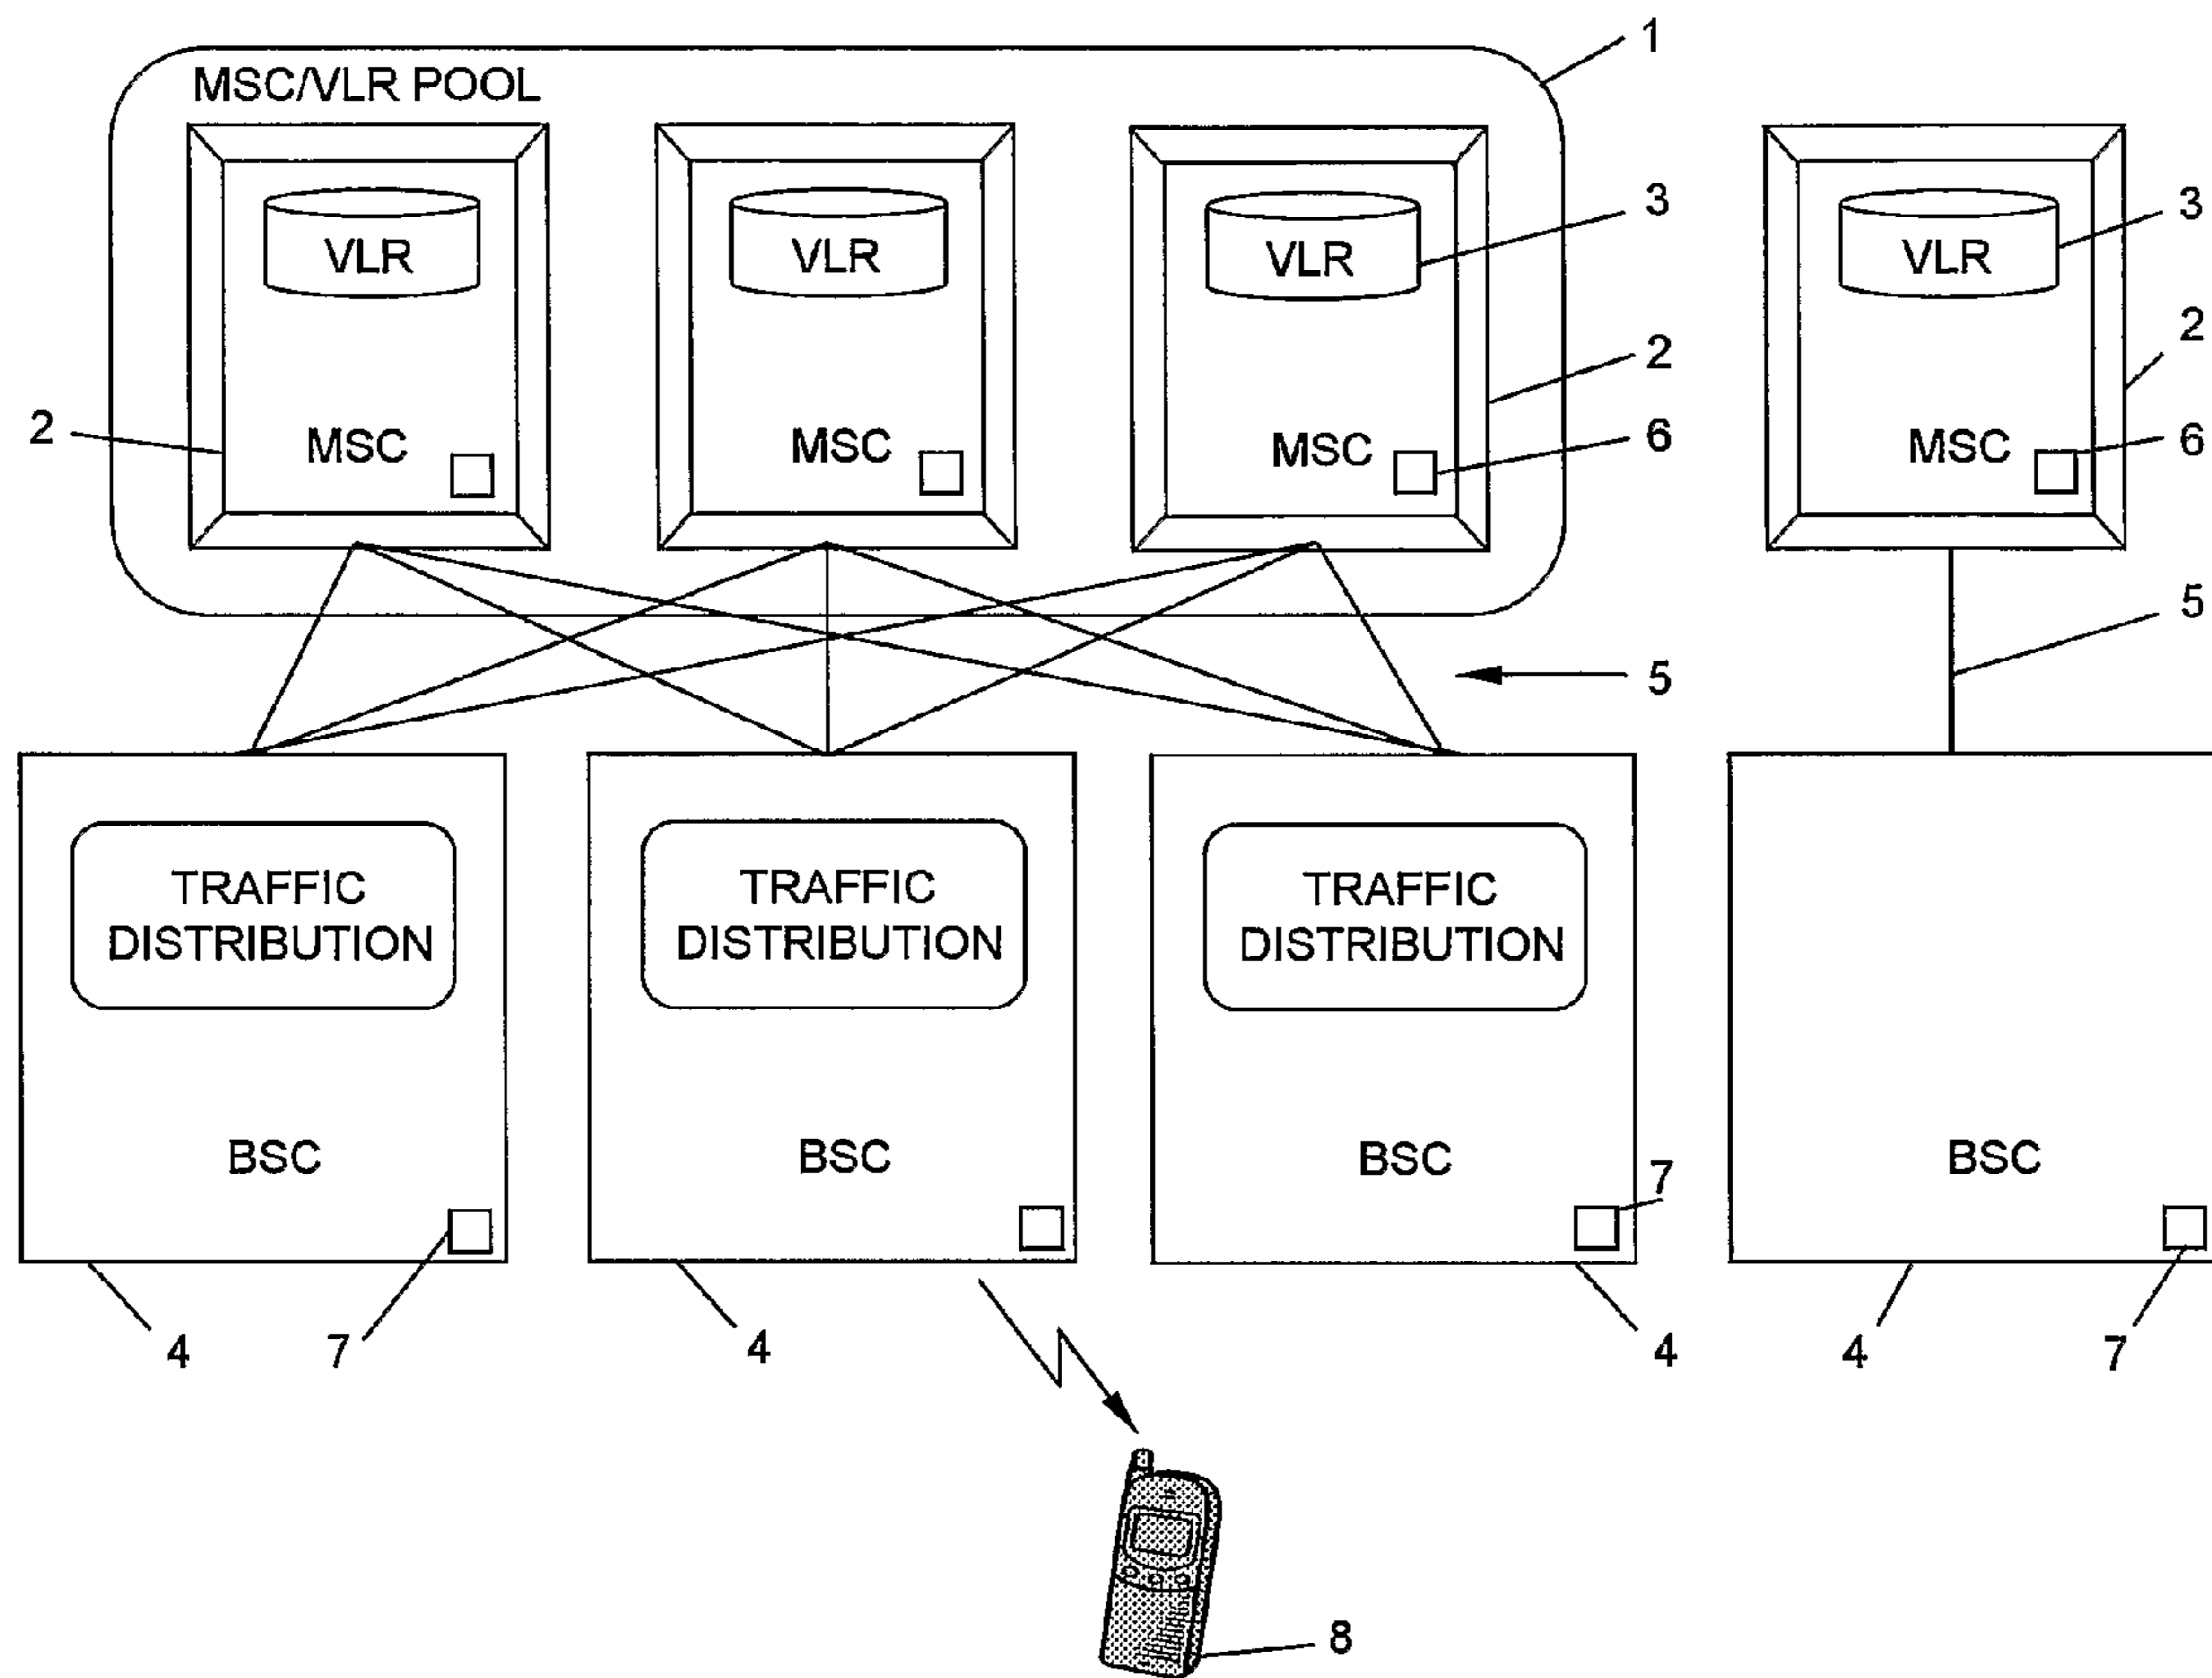 1
MSC/VLR POOL
VLR
VLR
VLR
VLR
3
3
2
2
2
MSC
MSC
MSC
MSC
6
6
5
5
TRAFFIC
DISTRIBUTION
TRAFFIC
DISTRIBUTION
TRAFFIC
DISTRIBUTION
BSC
BSC
BSC
BSC
7
4
7
4
4
4
7
8